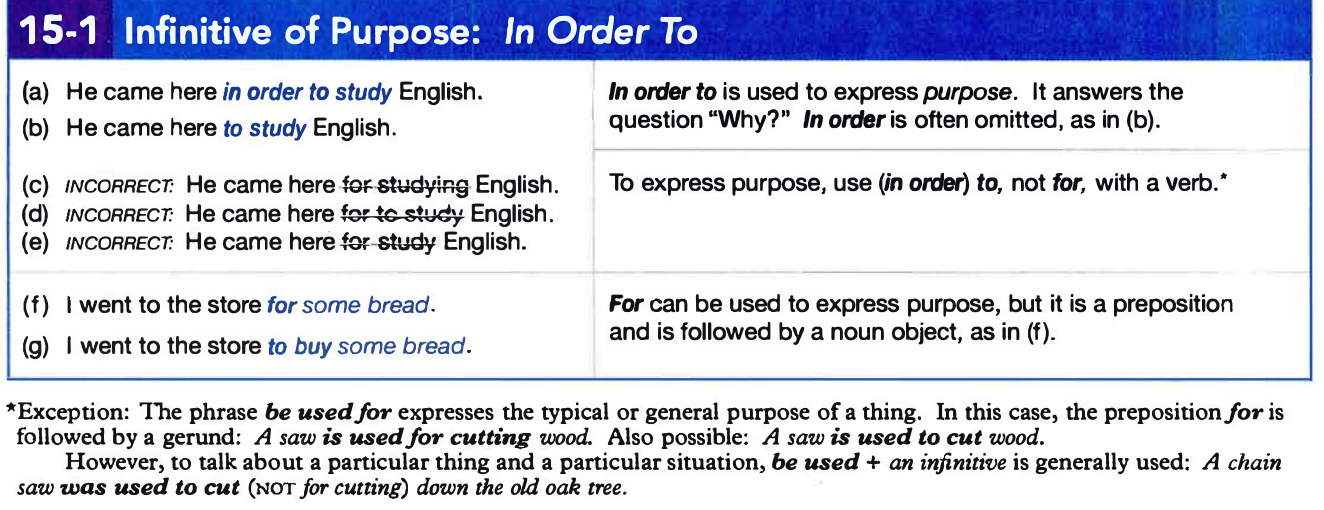 15-1 Infinitive of Purpose: In Order To
(a) He came here in order to study English.
(b) He came here to study English.
In order to is used to express purpose. It answers the
question “Why?” In order is often omitted, as in (b).
(c) INCORRECT: He came here for studying English.
(d) INCORRECT: He came here for to study English.
(e) INCORRECT: He came here for study English.
To express purpose, use (in order) to, not for, with a verb.*
(f) I went to the store for some bread.
(g) I went to the store to buy some bread.
For can be used to express purpose, but it is a preposition
and is followed by a noun object, as in (f).
*Exception: The phrase be used for expresses the typical or general purpose of a thing. In this case, the preposition for is
followed by a gerund: A saw is used for cutting wood. Also possible: A saw is used to cut wood.
However, to talk about a particular thing and a particular situation, be used + an infinitive is generally used: A chain
saw was used to cut (NOT for cutting) down the old oak tree.